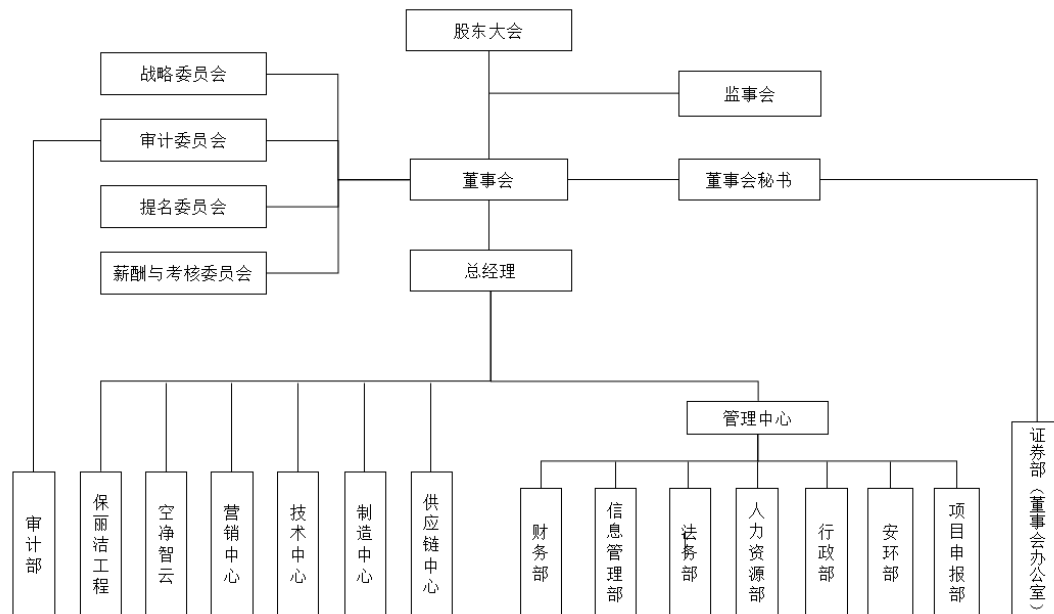 股东大会
战略委员会
监事会
审计委员会
董事会
董事会秘书
提名委员会
总经理
薪酬与考核委员会
管理中心
审计部
保丽洁工程
空净智云
营销中心
技术中心
制造中心
供应链中心
财务部
信息管理部
法务部
人力资源部
行政部
安环部
项目申报部
证券部（董事会办公室）